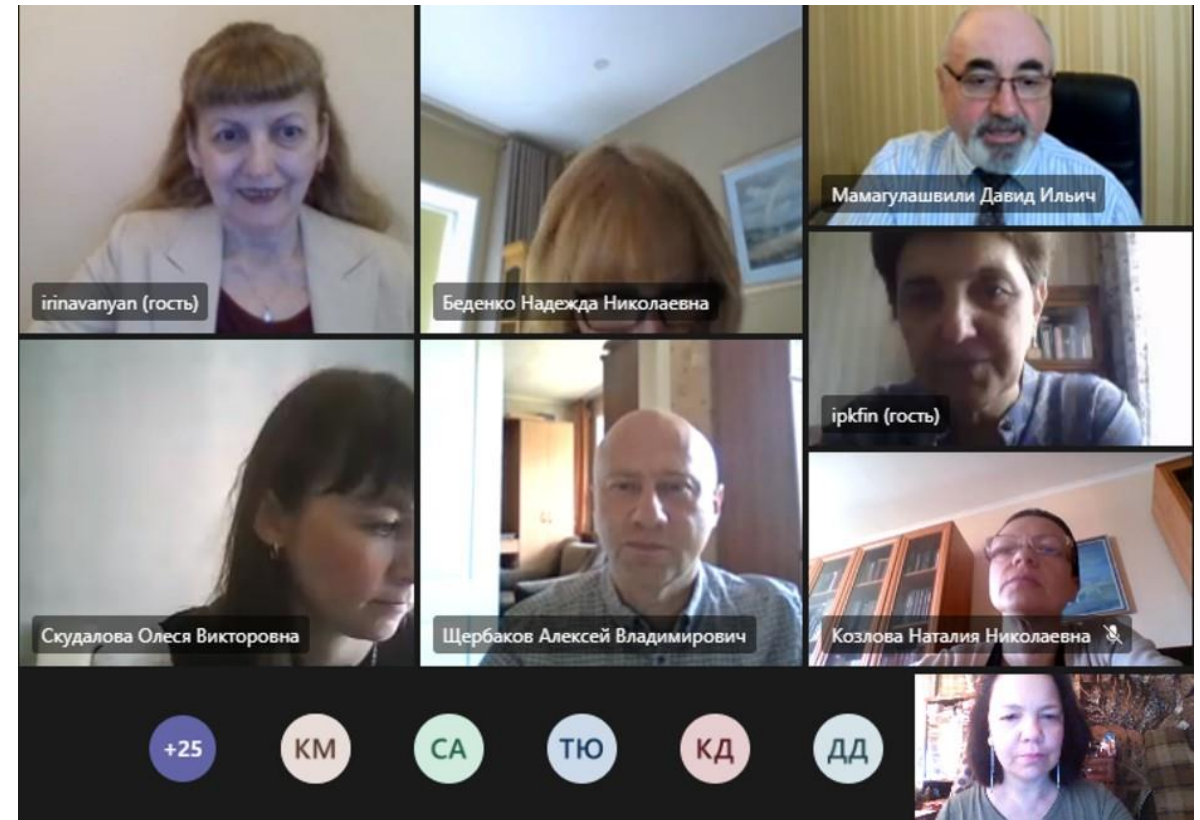 irinavanyan (гость)
Беденко Надежда Николаевна
Мамагулашвили Давид Ильич
ipkfin (гость)
Скудалова Олеся Викторовна
Щербаков Алексей Владимирович
Козлова Наталия Николаевна
+25
КМ
СА
ТЮ
КД
ДД